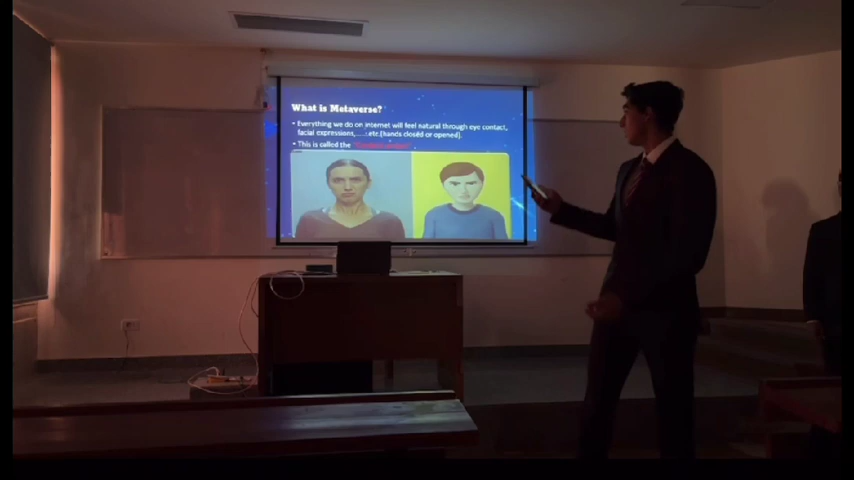 What is Metaverse?
• Everything we do on internet will feel natural through eye contact,
facial expressions,....: etc.(hands closed or opened).
• This is called the